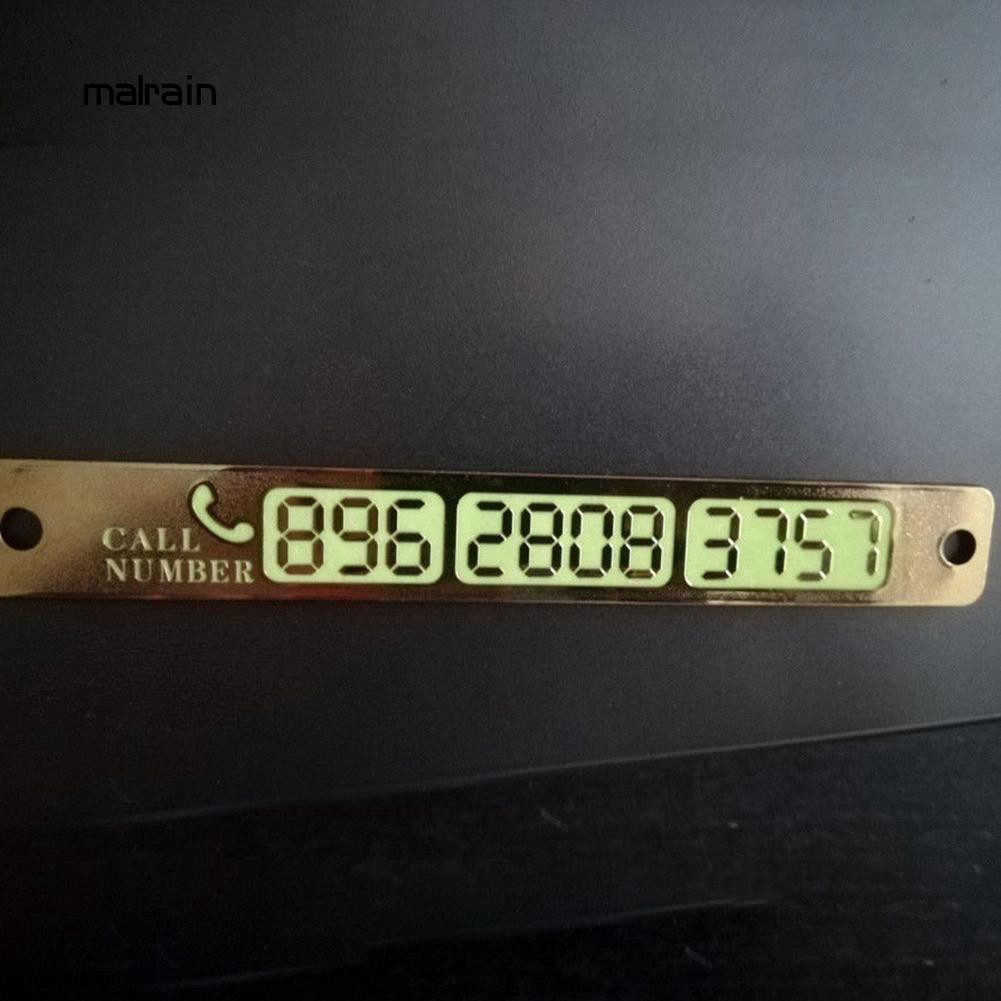 malrain
CALL
NUMBER
896 2808 3757